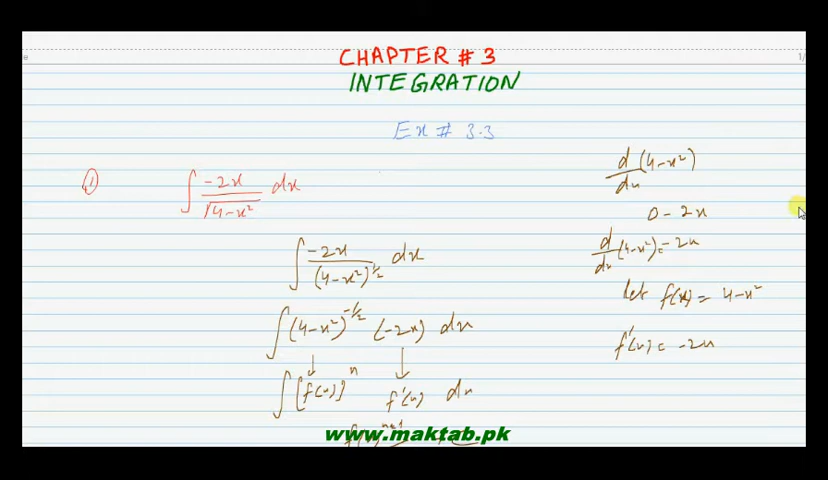 CHAPTER # 3
INTEGRATION
Ex # 3.3
① ∫ -2x / √(4-x²) dx
∫ -2x / (4-x²)^1/2 dx
∫ (4-x²)^-1/2 (-2x) dx
∫ [f(x)]^n f'(x) dx
d/dx (4-x²)
0 - 2x
d/dx (4-x²) = -2x
let f(x) = 4-x²
f'(x) = -2x
www.maktab.pk